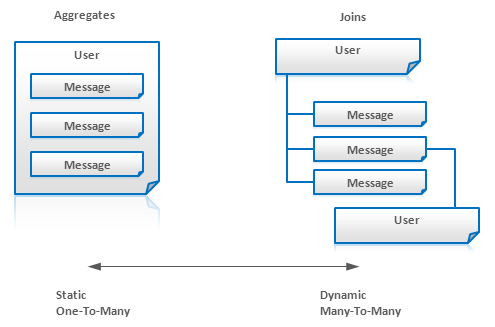 Aggregates
User
Message
Message
Message
Joins
User
Message
Message
Message
User
Static
One-To-Many
Dynamic
Many-To-Many